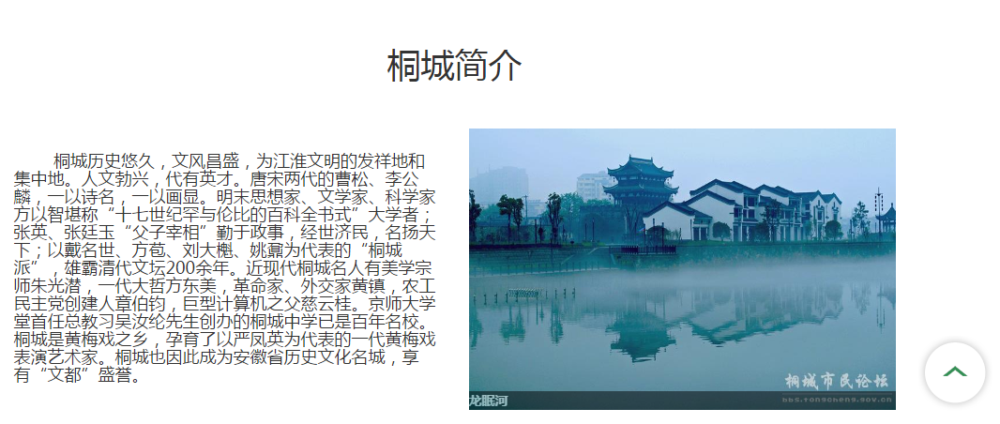 桐城简介
桐城历史悠久，文风昌盛，为江淮文明的发祥地和
集中地。人文勃兴，代有英才。唐宋两代的曹松、李公
麟，一以诗名，一以画显。明末思想家、文学家、科学家
方以智堪称“十七世纪罕与伦比的百科全书式”大学者；
张英、张廷玉“父子宰相”勤于政事，经世济民，名扬天
下；以戴名世、方苞、刘大櫆、姚鼐为代表的“桐城
派”，雄霸清代文坛200余年。近现代桐城名人有美学宗
师朱光潜，一代大哲方东美，革命家、外交家黄镇，农工
民主党创建人章伯钧，巨型计算机之父慈云桂。京师大学
堂首任总教习吴汝纶先生创办的桐城中学已是百年名校。
桐城是黄梅戏之乡，孕育了以严凤英为代表的一代黄梅戏
表演艺术家。桐城也因此成为安徽省历史文化名城，享
有“文都”盛誉。
桐城市民论坛
bbs.tongcheng.gov.cn
龙眠河